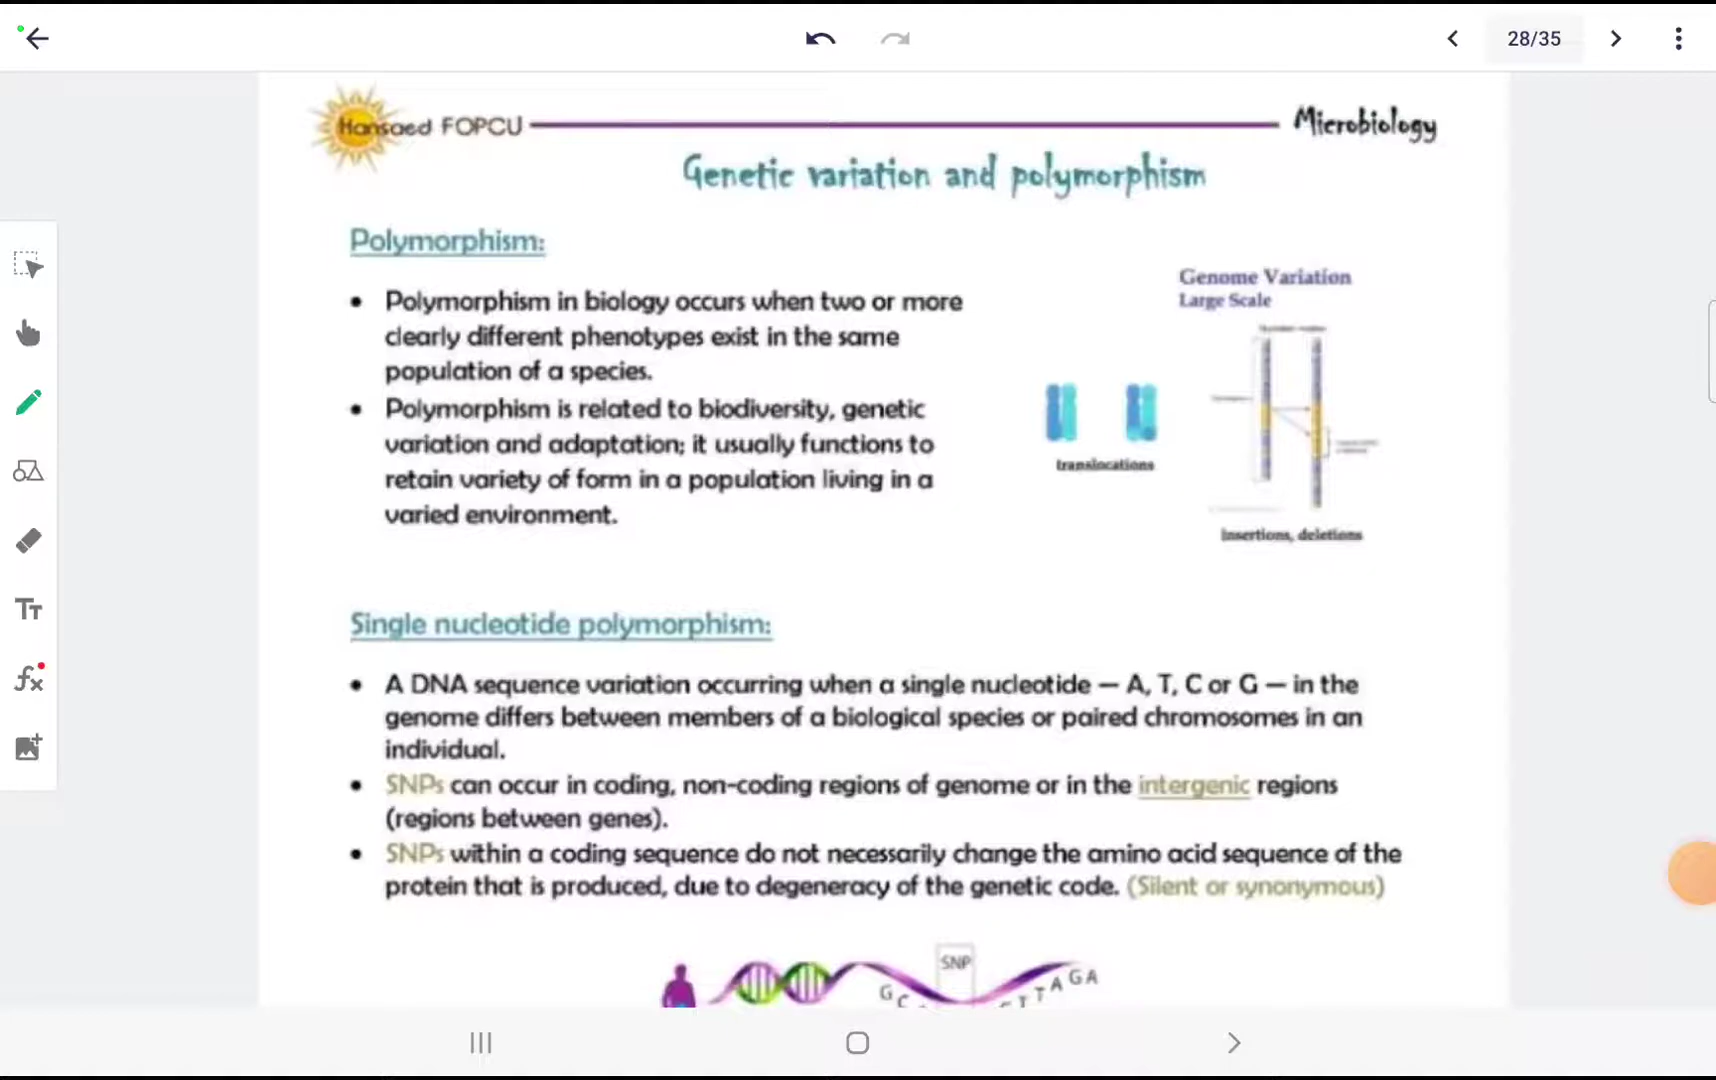 28/35
Hansaed FOPCU
Microbiology
Genetic variation and polymorphism
Polymorphism:
• Polymorphism in biology occurs when two or more
clearly different phenotypes exist in the same
population of a species.
• Polymorphism is related to biodiversity, genetic
variation and adaptation; it usually functions to
retain variety of form in a population living in a
varied environment.
Genome Variation
Large Scale
translocations
Insertions, deletions
Single nucleotide polymorphism:
• A DNA sequence variation occurring when a single nucleotide — A, T, C or G — in the
genome differs between members of a biological species or paired chromosomes in an
individual.
• SNPs can occur in coding, non-coding regions of genome or in the intergenic regions
(regions between genes).
• SNPs within a coding sequence do not necessarily change the amino acid sequence of the
protein that is produced, due to degeneracy of the genetic code. (Silent or synonymous)
SNP
G C T T A G A
Tт
fx